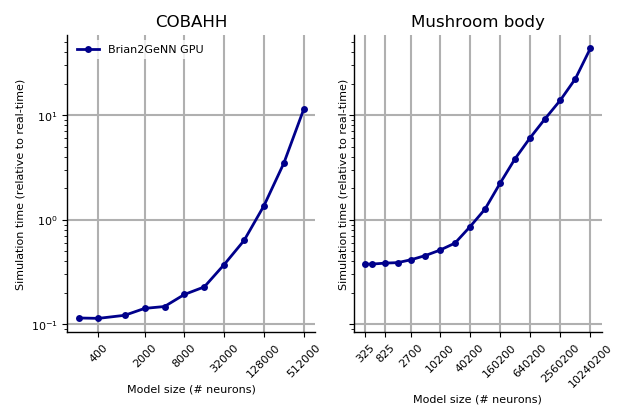 COBAHH
Mushroom body
Brian2GeNN GPU
Simulation time (relative to real-time)
10¹
10⁰
10⁻¹
400
2000
8000
32000
128000
512000
Model size (# neurons)
Simulation time (relative to real-time)
325
825
2700
10200
40200
160200
640200
2560200
10240200
Model size (# neurons)